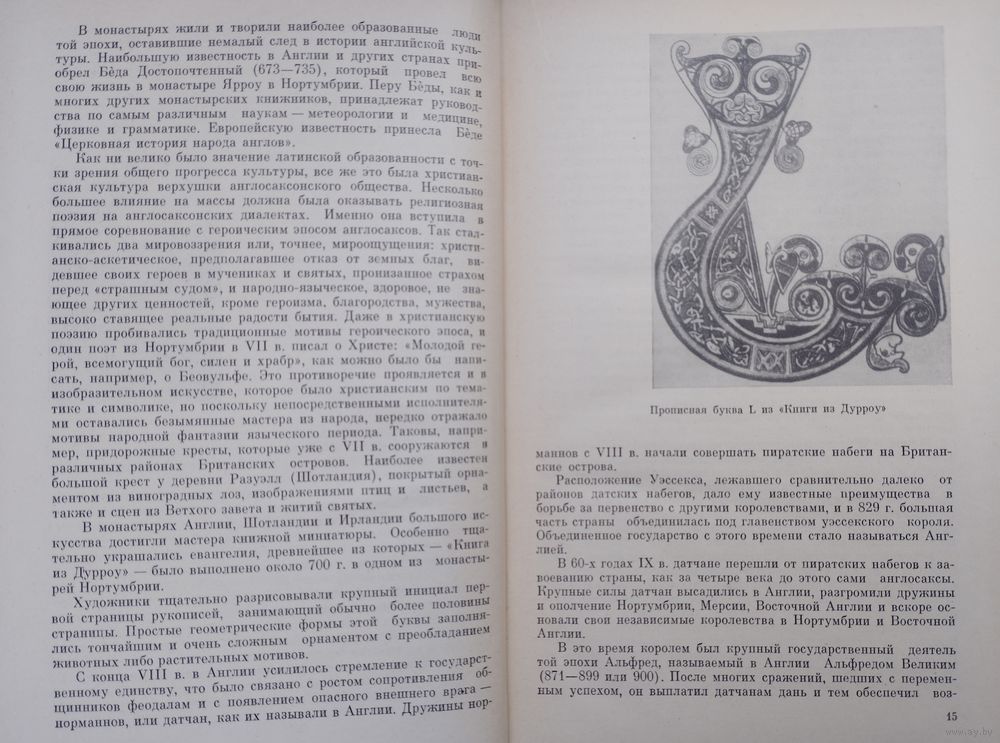 В монастырях жили и творили наиболее образованные люди
той эпохи, оставившие немалый след в истории английской куль-
туры. Наибольшую известность в Англии и других странах при-
обрел Бе́да Достопочтенный (673—735), который провел всю
свою жизнь в монастыре Ярроу в Нортумбрии. Перу Бе́ды, как и
многих других монастырских книжников, принадлежат руковод-
ства по самым различным наукам — метеорологии и медицине,
физике и грамматике. Европейскую известность принесла Бе́де
«Церковная история народа англов».
Как ни велико было значение латинской образованности с точ-
ки зрения общего прогресса культуры, все же это была христиан-
ская культура верхушки англосаксонского общества. Несколько
большее влияние на массы должна была оказывать религиозная
поэзия на англосаксонских диалектах. Именно она вступила в
прямое соревнование с героическим эпосом англосаксов. Так стал-
кивались два мировоззрения или, точнее, мироощущения: христи-
анско-аскетическое, предполагавшее отказ от земных благ, ви-
девшее своих героев в мучениках и святых, пронизанное страхом
перед «страшным судом», и народно-языческое, здоровое, не зна-
ющее других ценностей, кроме героизма, благородства, мужества,
высоко ставящее реальные радости бытия. Даже в христианскую
поэзию пробивались традиционные мотивы героического эпоса, и
один поэт из Нортумбрии в VII в. писал о Христе: «Молодой ге-
рой, всемогущий бог, силен и храбр», как можно было бы напи-
сать, например, о Беовульфе. Это противоречие проявляется и в
изобразительном искусстве, которое было христианским по тема-
тике и символике, но поскольку непосредственными исполнителя-
ми оставались безымянные мастера из народа, нередко отражало
мотивы народной фантазии языческого периода. Таковы, напри-
мер, придорожные кресты, которые уже с VII в. сооружаются в
различных районах Британских островов. Наиболее известен
большой крест у деревни Разуэлл (Шотландия), покрытый орна-
ментом из виноградных лоз, изображениями птиц и листьев, а
также и сцен из Ветхого завета и житий святых.
В монастырях Англии, Шотландии и Ирландии большого ис-
кусства достигли мастера книжной миниатюры. Особенно тща-
тельно украшались евангелия, древнейшее из которых — «Книга
из Ду́рроу» — было выполнено около 700 г. в одном из монасты-
рей Нортумбрии.
Художники тщательно разрисовывали крупный инициал пер-
вой страницы рукописей, занимающий обычно более половины
страницы. Простые геометрические формы этой буквы заполня-
лись тончайшим и очень сложным орнаментом с преобладанием
животных либо растительных мотивов.
С конца VIII в. в Англии усилилось стремление к государст-
венному единству, что было связано с ростом сопротивления об-
щинников феодалам и с появлением опасного внешнего врага —
норманнов, или датчан, как их называли в Англии. Дружины нор-
Прописная буква L из «Книги из Дурроу»
маннов с VIII в. начали совершать пиратские набеги на Британ-
ские острова.
Расположение Уэссекса, лежавшего сравнительно далеко от
районов датских набегов, дало ему известные преимущества в
борьбе за первенство с другими королевствами, и в 829 г. большая
часть страны объединилась под главенством уэссекского короля.
Объединенное государство с этого времени стало называться Анг-
лией.
В 60-х годах IX в. датчане перешли от пиратских набегов к за-
воеванию страны, как за четыре века до этого сами англосаксы.
Крупные силы датчан высадились в Англии, разгромили дружины
и ополчение Нортумбрии, Мерсии, Восточной Англии и вскоре ос-
новали свои независимые королевства в Нортумбрии и Восточной
Англии.
В это время королем был крупный государственный деятель
той эпохи Альфред, называемый в Англии Альфредом Великим
(871—899 или 900). После многих сражений, шедших с перемен-
ным успехом, он выплатил датчанам дань и тем обеспечил воз-
15
www.ay.by